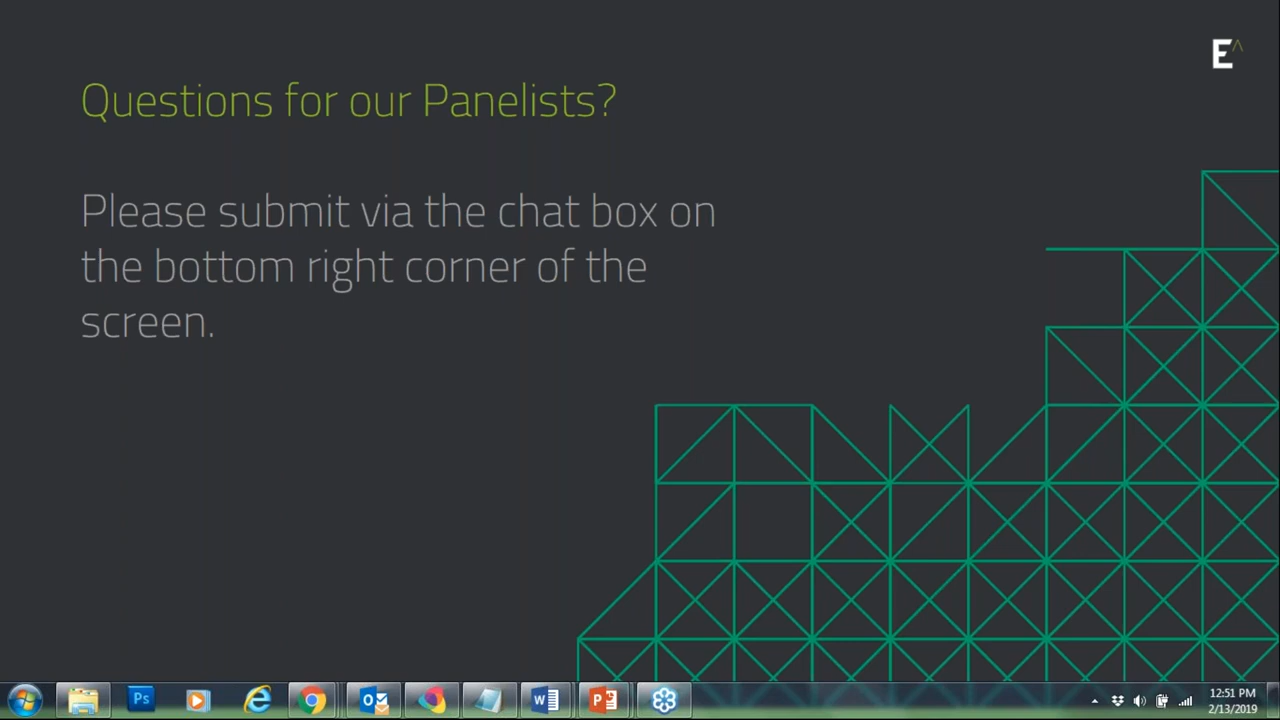 E^
Questions for our Panelists?
Please submit via the chat box on
the bottom right corner of the
screen.
Ps
W
P
12:51 PM
2/13/2019